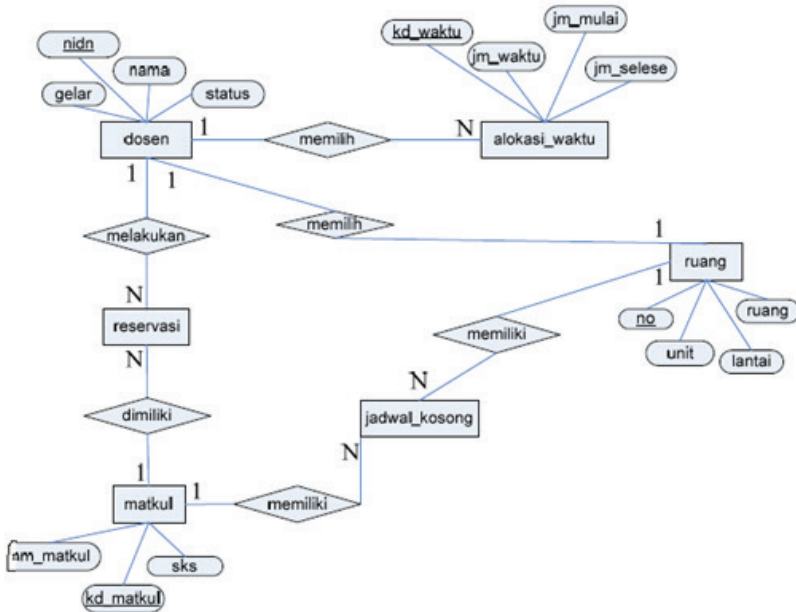 nidn
nama
gelar
status
kd_waktu
jm_mulai
jm_waktu
jm_selese
dosen
1
memilih
N
alokasi_waktu
1
1
melakukan
memilih
1
ruang
1
N
reservasi
N
memiliki
no
ruang
unit
lantai
N
jadwal_kosong
N
dimiliki
1
matkul
1
memiliki
nm_matkul
sks
kd_matkul